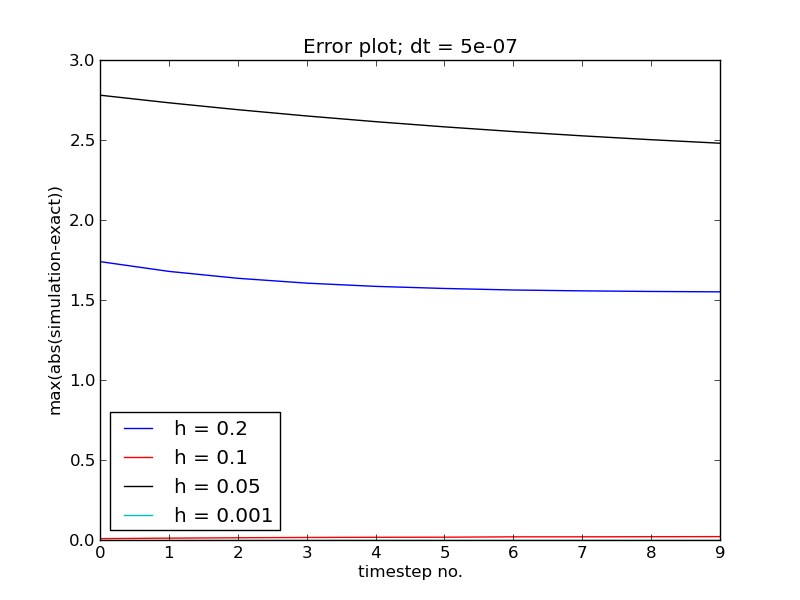 Error plot; dt = 5e-07
3.0
2.5
2.0
1.5
1.0
0.5
0.0
max(abs(simulation-exact))
h = 0.2
h = 0.1
h = 0.05
h = 0.001
0 1 2 3 4 5 6 7 8 9
timestep no.